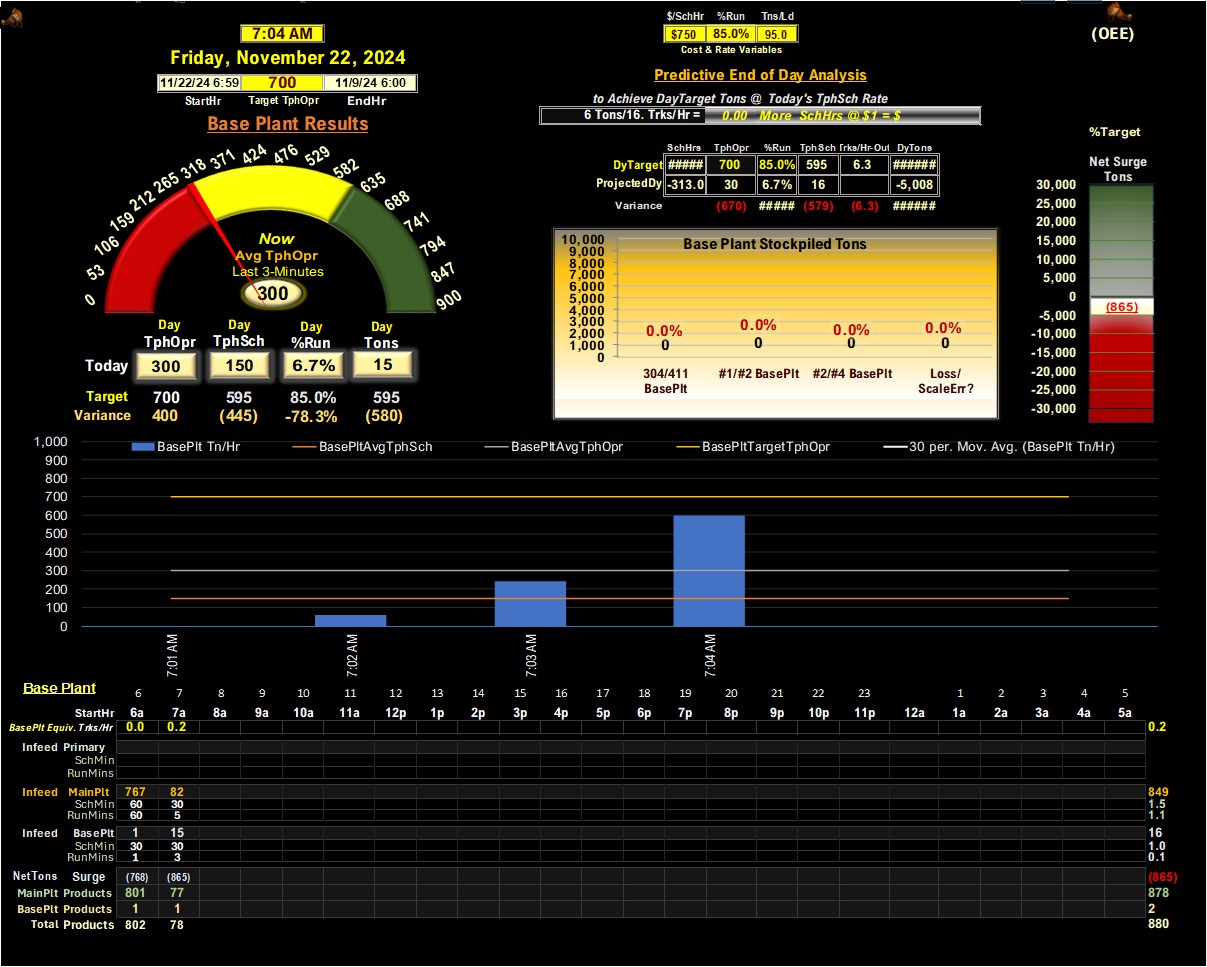 7:04 AM
Friday, November 22, 2024
11/22/24 6:59 700 11/9/24 6:00
StartHr Target TphOpr EndHr
Base Plant Results
0 53 106 159 212 265 318 371 424 476 529 582 635 688 741 794 847 900
Now
Avg TphOpr
Last 3-Minutes
300
Day Day Day Day
TphOpr TphSch %Run Tons
Today 300 150 6.7% 15
Target 700 595 85.0% 595
Variance 400 (445) -78.3% (580)
$/SchHr %Run Tns/Ld
$750 85.0% 95.0
Cost & Rate Variables
Predictive End of Day Analysis
to Achieve DayTarget Tons @ Today's TphSch Rate
6 Tons/16. Trks/Hr = 0.00 More SchHrs @ $1 = $
SchHrs TphOpr %Run TphSch Trks/Hr-Out DyTons
DyTarget ##### 700 85.0% 595 6.3 ######
ProjectedDy -313.0 30 6.7% 16 -5,008
Variance (670) ##### (579) (6.3) ######
Base Plant Stockpiled Tons
10,000
9,000
8,000
7,000
6,000
5,000
4,000
3,000
2,000
1,000
0
0.0% 0.0% 0.0% 0.0%
0 0 0 0
304/411 #1/#2 BasePlt #2/#4 BasePlt Loss/
BasePlt ScaleErr?
(OEE)
%Target
Net Surge
Tons
30,000
25,000
20,000
15,000
10,000
5,000
0
(865)
-5,000
-10,000
-15,000
-20,000
-25,000
-30,000
BasePlt Tn/Hr BasePltAvgTphSch BasePltAvgTphOpr BasePltTargetTphOpr 30 per. Mov. Avg. (BasePlt Tn/Hr)
1,000
900
800
700
600
500
400
300
200
100
0
7:01 AM 7:02 AM 7:03 AM 7:04 AM
Base Plant 6 7 8 9 10 11 12 13 14 15 16 17 18 19 20 21 22 23 1 2 3 4 5
StartHr 6a 7a 8a 9a 10a 11a 12p 1p 2p 3p 4p 5p 6p 7p 8p 9p 10p 11p 12a 1a 2a 3a 4a 5a
BasePlt Equiv. Trks/Hr 0.0 0.2 0.2
Infeed Primary
SchMin
RunMins
Infeed MainPlt 767 82 849
SchMin 60 30 1.5
RunMins 60 5 1.1
Infeed BasePlt 1 15 16
SchMin 30 30 1.0
RunMins 1 3 0.1
NetTons Surge (768) (865) (865)
MainPlt Products 801 77 878
BasePlt Products 1 1 2
Total Products 802 78 880